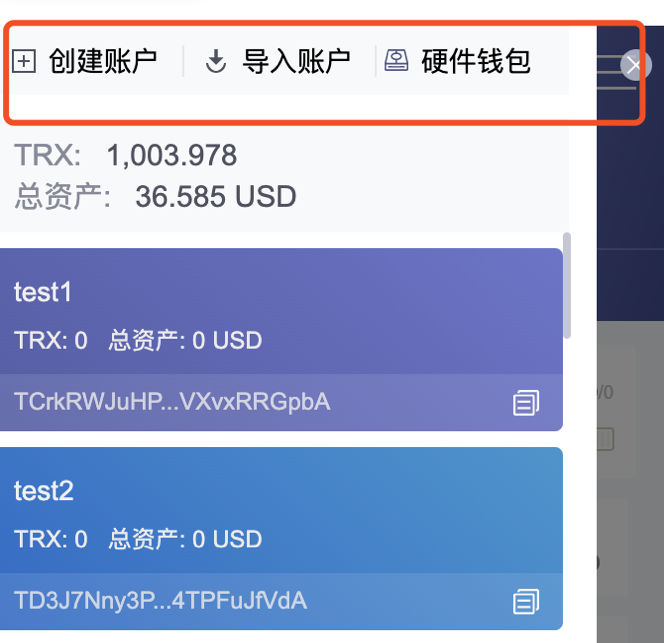 创建账户 导入账户 硬件钱包
TRX: 1,003.978
总资产: 36.585 USD
test1
TRX: 0 总资产: 0 USD
TCrkRWJuHP...VXvxRRGpbA
/0
test2
TRX: 0 总资产: 0 USD
TD3J7Nny3P...4TPFuJfVdA